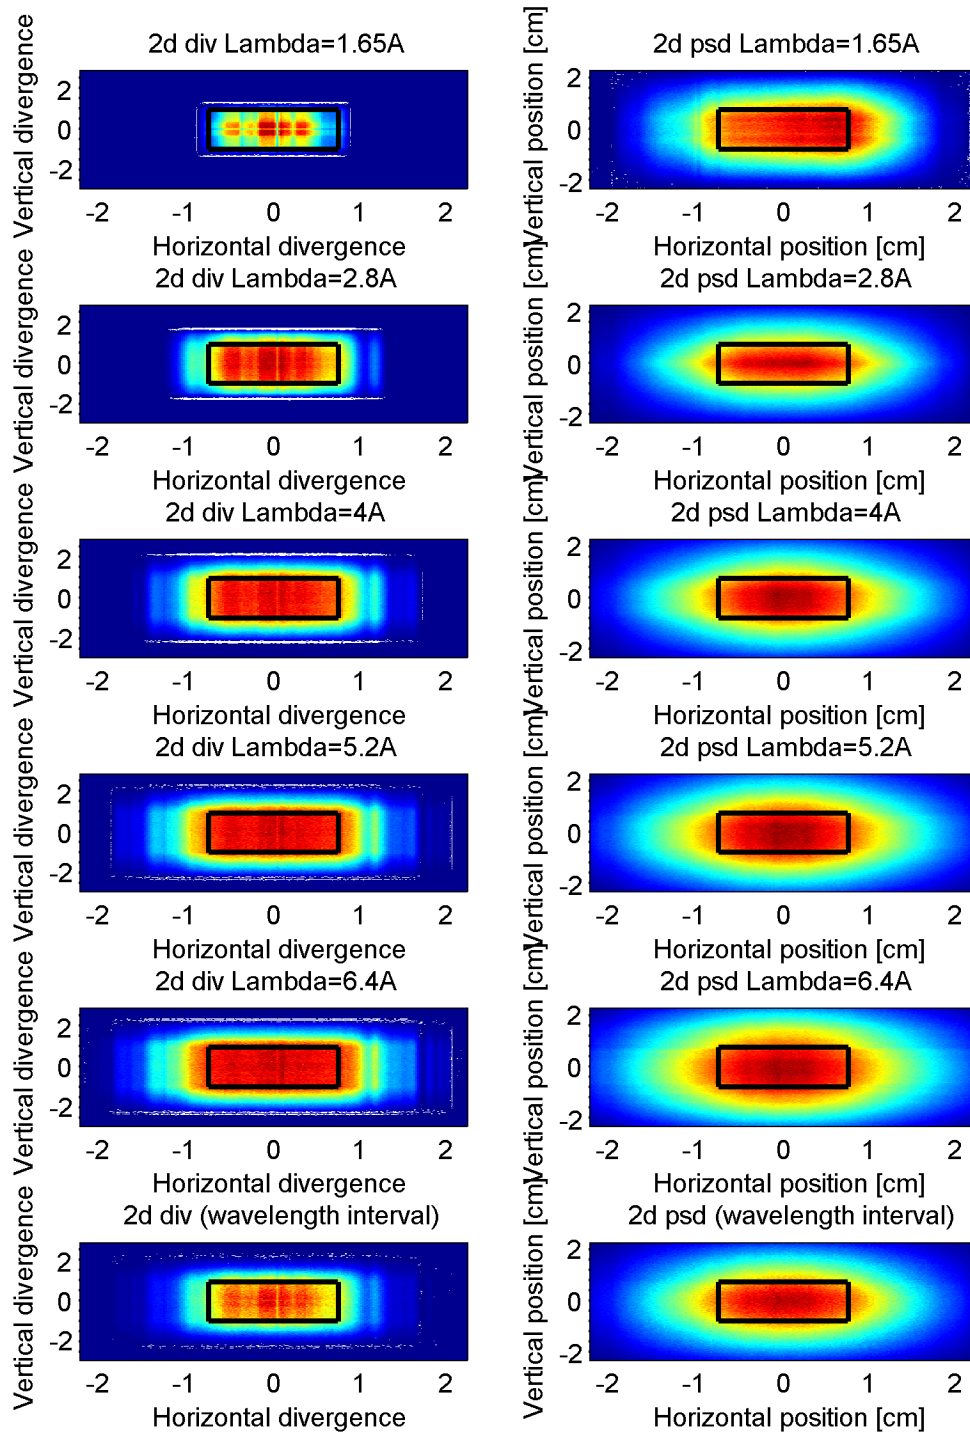 2d div Lambda=1.65A
Vertical divergence
2
0
-2
-2 -1 0 1 2
Horizontal divergence
2d psd Lambda=1.65A
Vertical position [cm]
2
0
-2
-2 -1 0 1 2
Horizontal position [cm]
2d div Lambda=2.8A
Vertical divergence
2
0
-2
-2 -1 0 1 2
Horizontal divergence
2d psd Lambda=2.8A
Vertical position [cm]
2
0
-2
-2 -1 0 1 2
Horizontal position [cm]
2d div Lambda=4A
Vertical divergence
2
0
-2
-2 -1 0 1 2
Horizontal divergence
2d psd Lambda=4A
Vertical position [cm]
2
0
-2
-2 -1 0 1 2
Horizontal position [cm]
2d div Lambda=5.2A
Vertical divergence
2
0
-2
-2 -1 0 1 2
Horizontal divergence
2d psd Lambda=5.2A
Vertical position [cm]
2
0
-2
-2 -1 0 1 2
Horizontal position [cm]
2d div Lambda=6.4A
Vertical divergence
2
0
-2
-2 -1 0 1 2
Horizontal divergence
2d psd Lambda=6.4A
Vertical position [cm]
2
0
-2
-2 -1 0 1 2
Horizontal position [cm]
2d div (wavelength interval)
Vertical divergence
2
0
-2
-2 -1 0 1 2
Horizontal divergence
2d psd (wavelength interval)
Vertical position [cm]
2
0
-2
-2 -1 0 1 2
Horizontal position [cm]